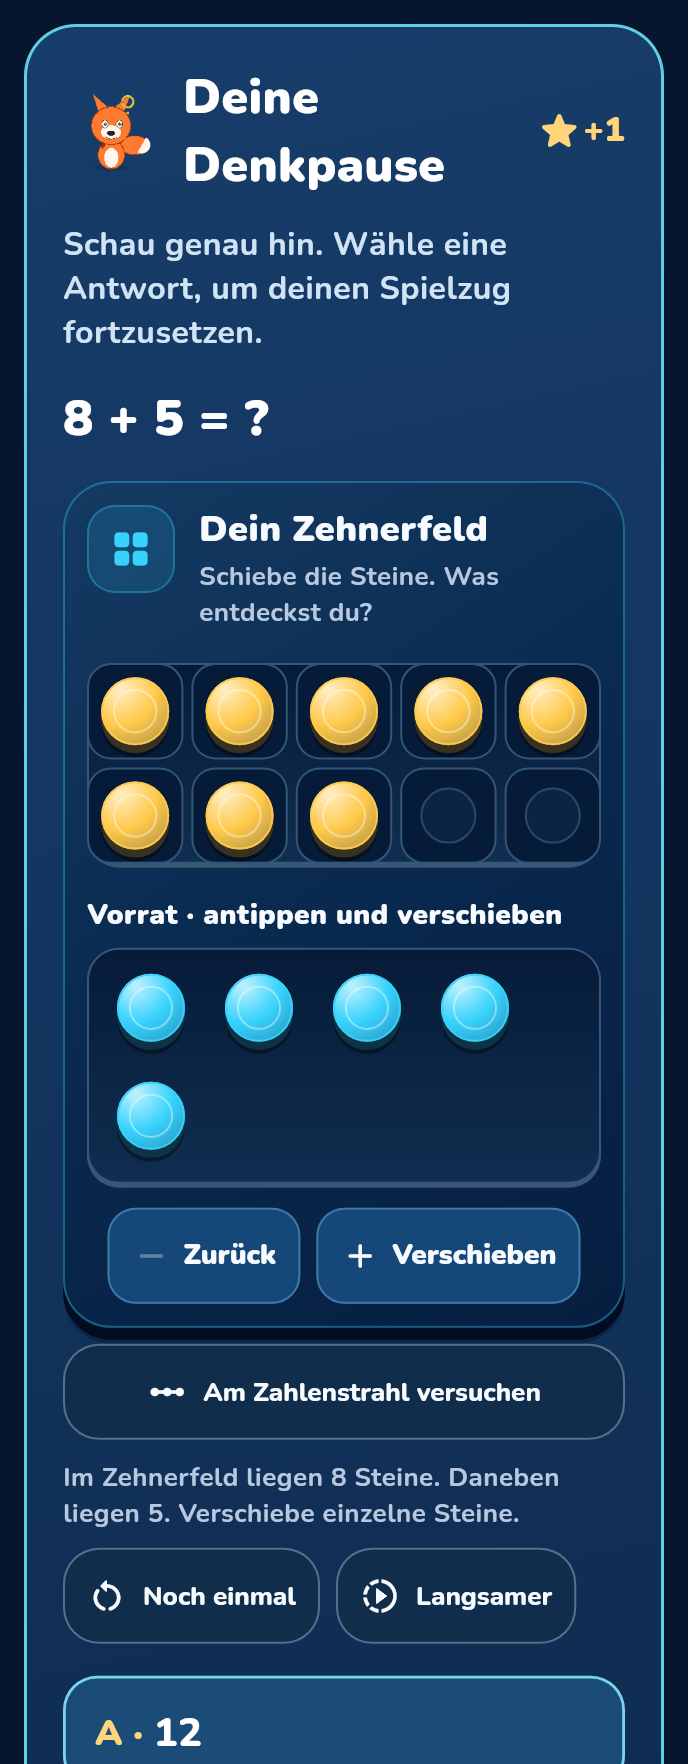 Deine
Denkpause
+1
Schau genau hin. Wähle eine
Antwort, um deinen Spielzug
fortzusetzen.
8 + 5 = ?
Dein Zehnerfeld
Schiebe die Steine. Was
entdeckst du?
Vorrat · antippen und verschieben
Zurück
Verschieben
Am Zahlenstrahl versuchen
Im Zehnerfeld liegen 8 Steine. Daneben
liegen 5. Verschiebe einzelne Steine.
Noch einmal
Langsamer
A · 12